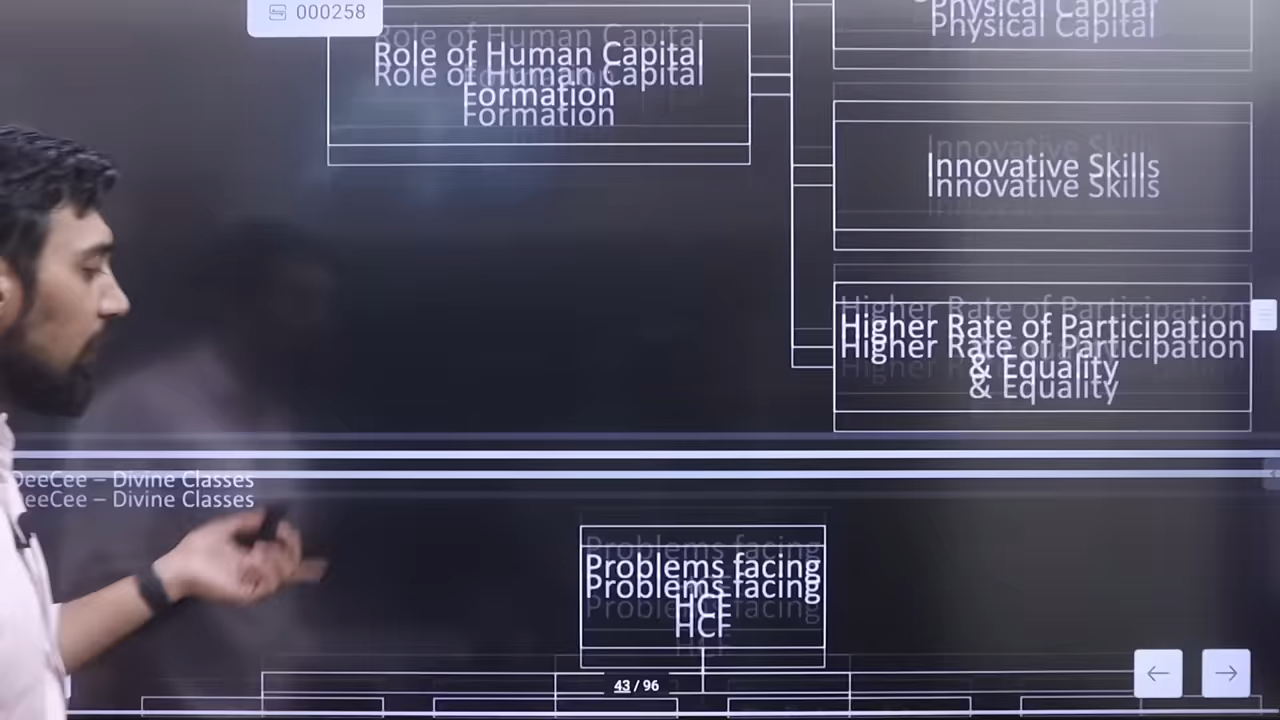 000258
Role of Human Capital
Formation
Physical Capital
Innovative Skills
Higher Rate of Participation
& Equality
DeeCee – Divine Classes
Problems facing
HCF
43 / 96